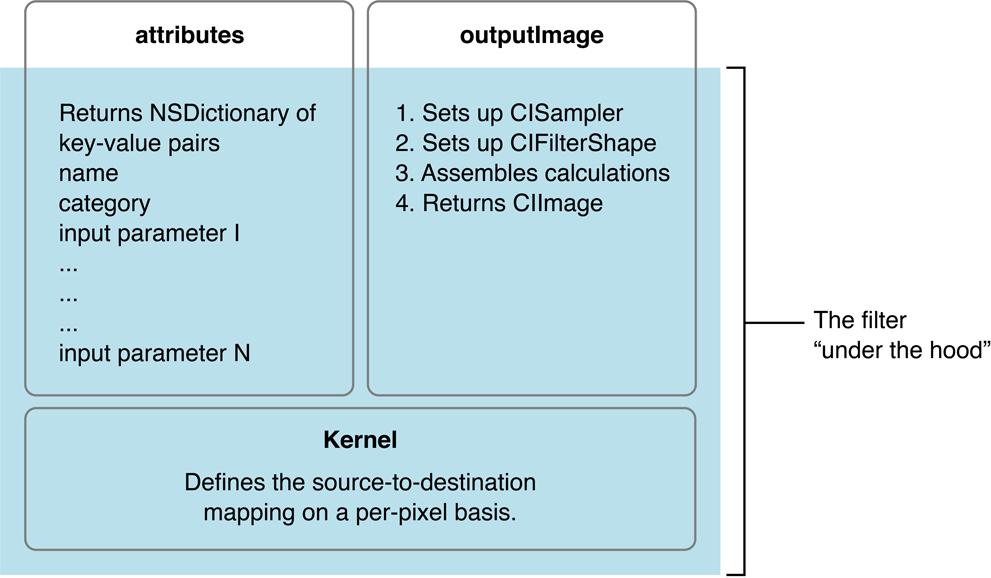 attributes
Returns NSDictionary of
key-value pairs
name
category
input parameter I
...
...
...
input parameter N
outputImage
1. Sets up CISampler
2. Sets up CIFilterShape
3. Assembles calculations
4. Returns CIImage
Kernel
Defines the source-to-destination
mapping on a per-pixel basis.
The filter
“under the hood”